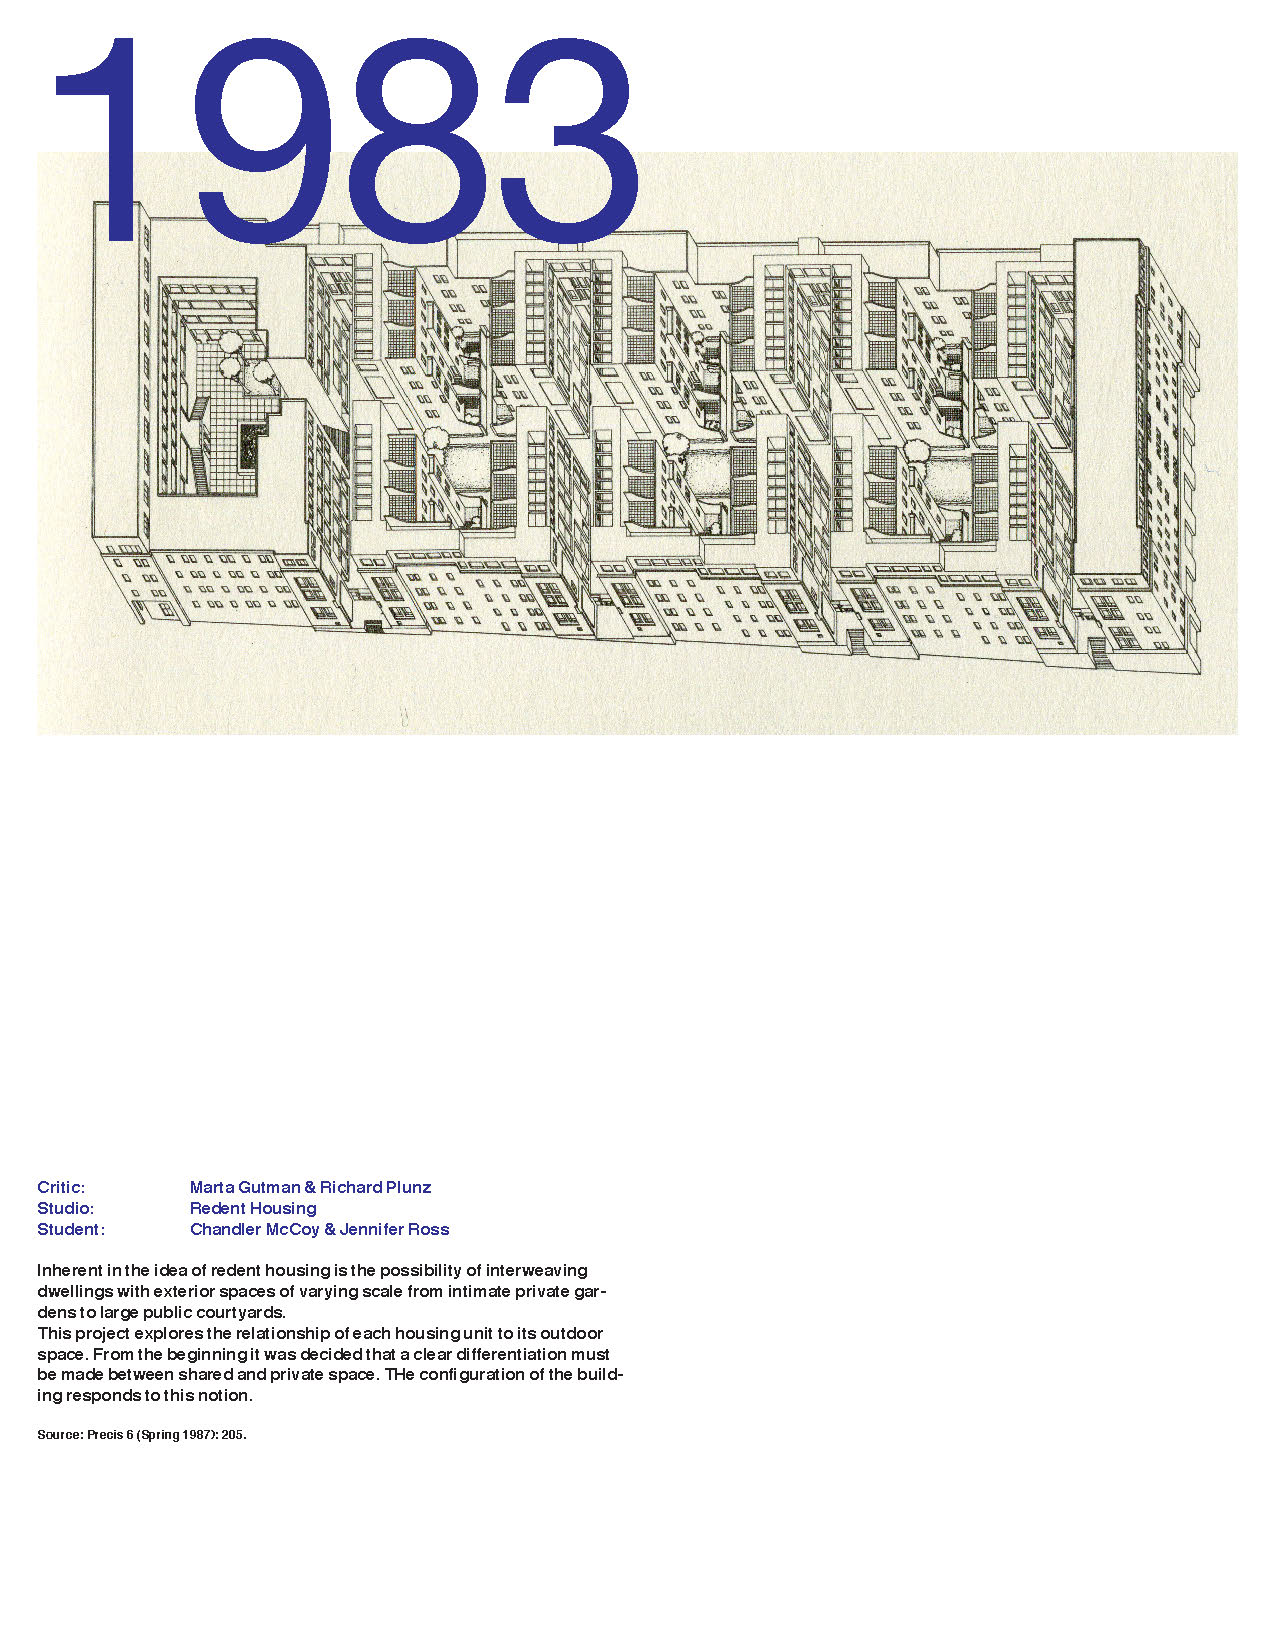 1983
Critic: Marta Gutman & Richard Plunz
Studio: Redent Housing
Student: Chandler McCoy & Jennifer Ross
Inherent in the idea of redent housing is the possibility of interweaving
dwellings with exterior spaces of varying scale from intimate private gar-
dens to large public courtyards.
This project explores the relationship of each housing unit to its outdoor
space. From the beginning it was decided that a clear differentiation must
be made between shared and private space. THe configuration of the build-
ing responds to this notion.
Source: Precis 6 (Spring 1987): 205.